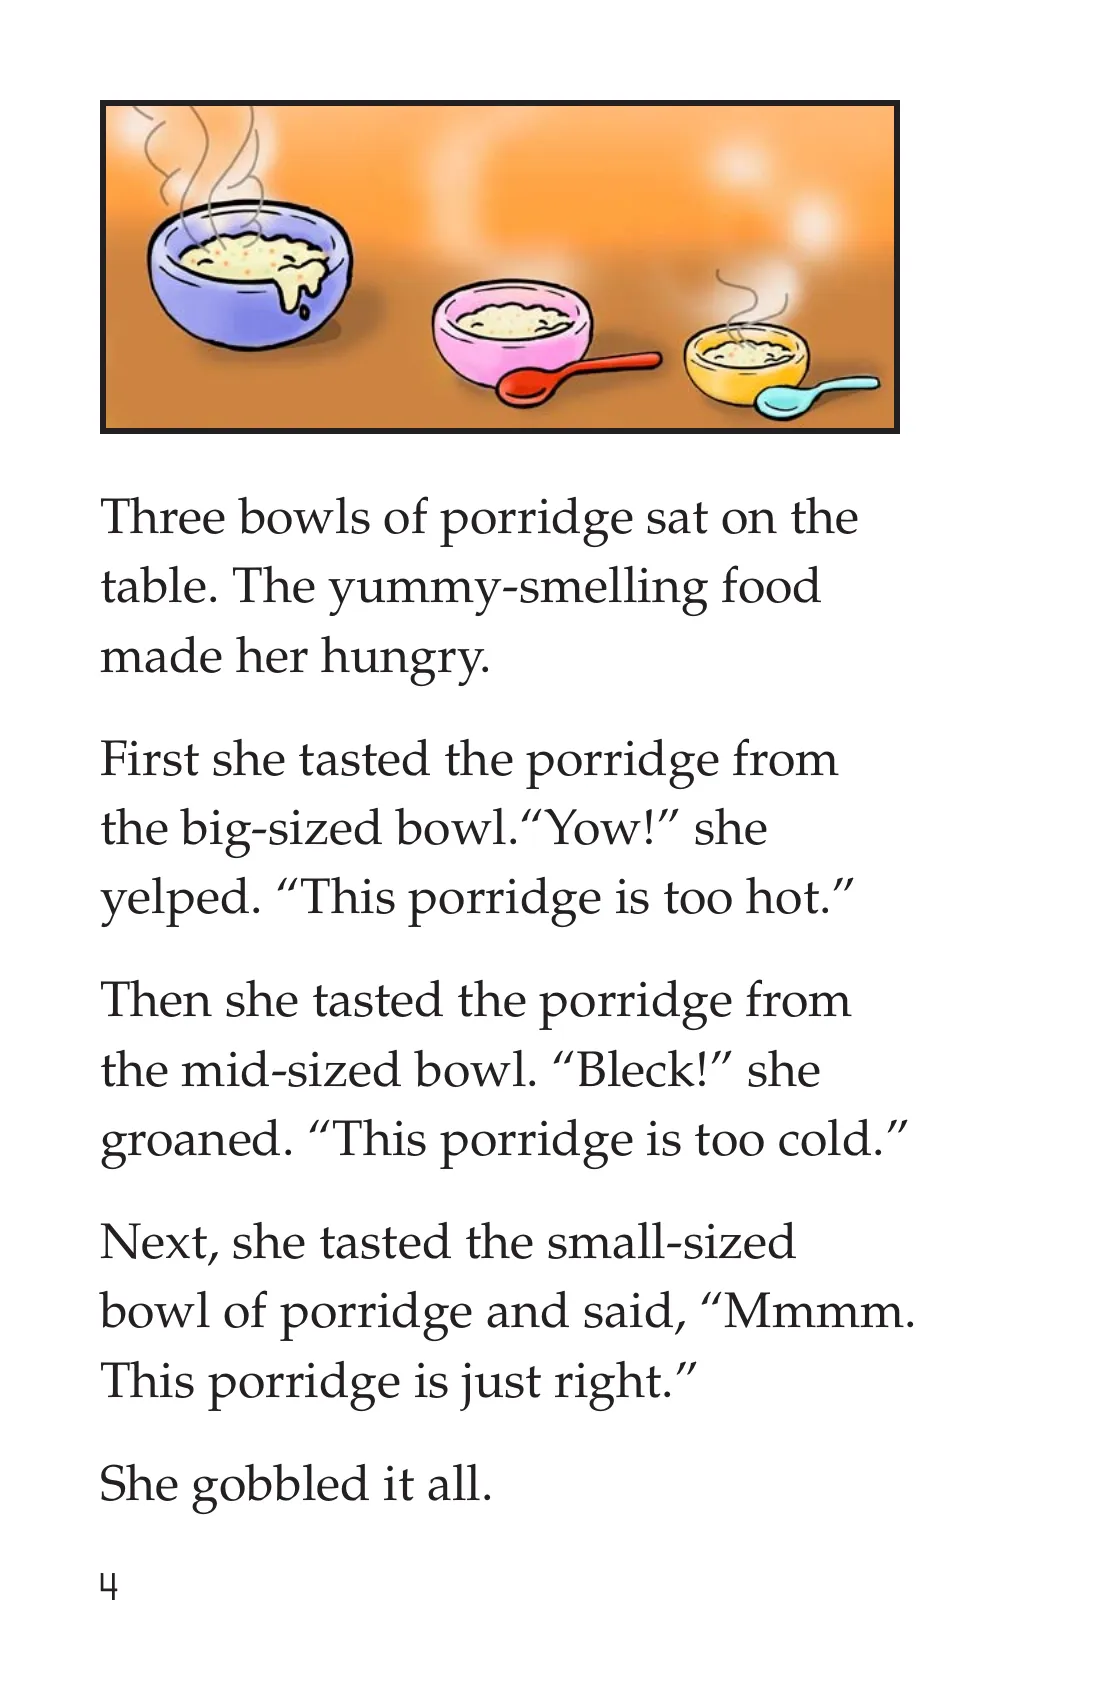 Three bowls of porridge sat on the
table. The yummy-smelling food
made her hungry.
First she tasted the porridge from
the big-sized bowl.“Yow!” she
yelped. “This porridge is too hot.”
Then she tasted the porridge from
the mid-sized bowl. “Bleck!” she
groaned. “This porridge is too cold.”
Next, she tasted the small-sized
bowl of porridge and said, “Mmmm.
This porridge is just right.”
She gobbled it all.
4